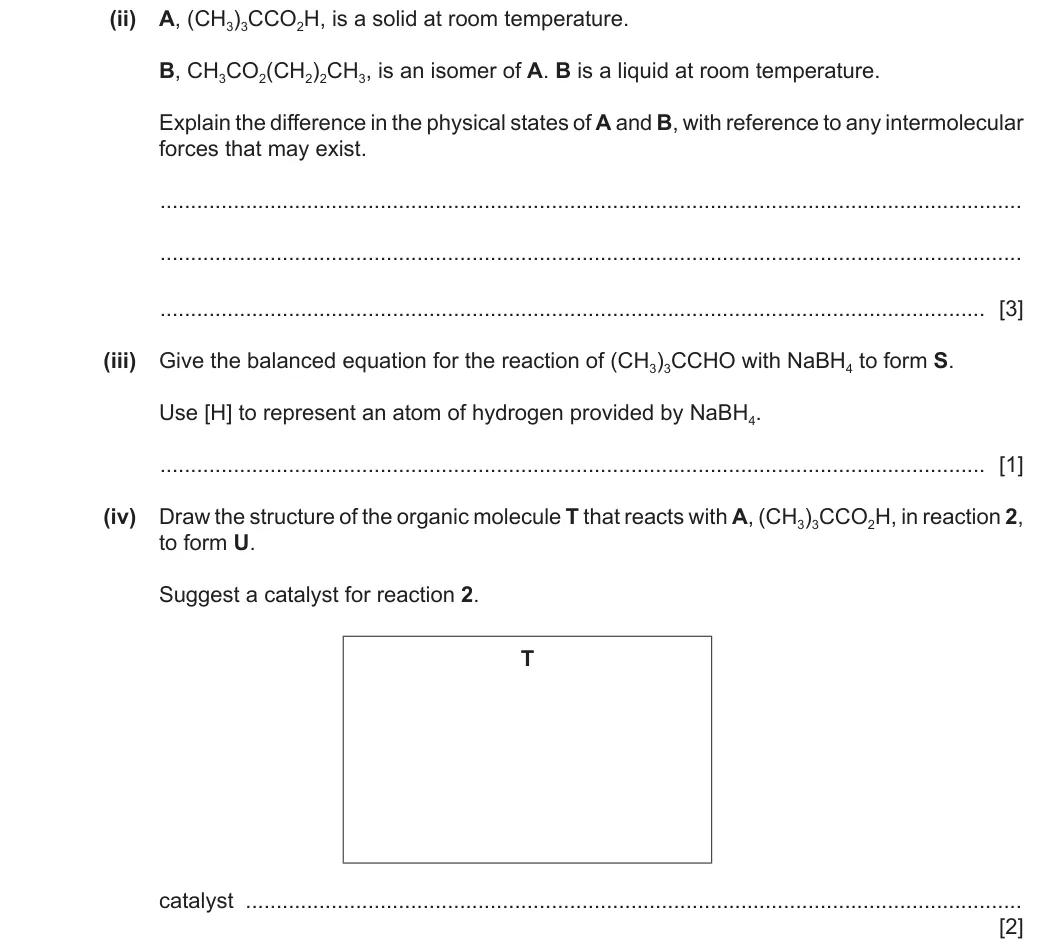 (ii) A, (CH₃)₃CCO₂H, is a solid at room temperature.
B, CH₃CO₂(CH₂)₂CH₃, is an isomer of A. B is a liquid at room temperature.
Explain the difference in the physical states of A and B, with reference to any intermolecular
forces that may exist.
..........................................................................................................................................
..........................................................................................................................................
.................................................................................................................................... [3]
(iii) Give the balanced equation for the reaction of (CH₃)₃CCHO with NaBH₄ to form S.
Use [H] to represent an atom of hydrogen provided by NaBH₄.
.................................................................................................................................... [1]
(iv) Draw the structure of the organic molecule T that reacts with A, (CH₃)₃CCO₂H, in reaction 2,
to form U.
Suggest a catalyst for reaction 2.
T
catalyst ............................................................................................................................
[2]